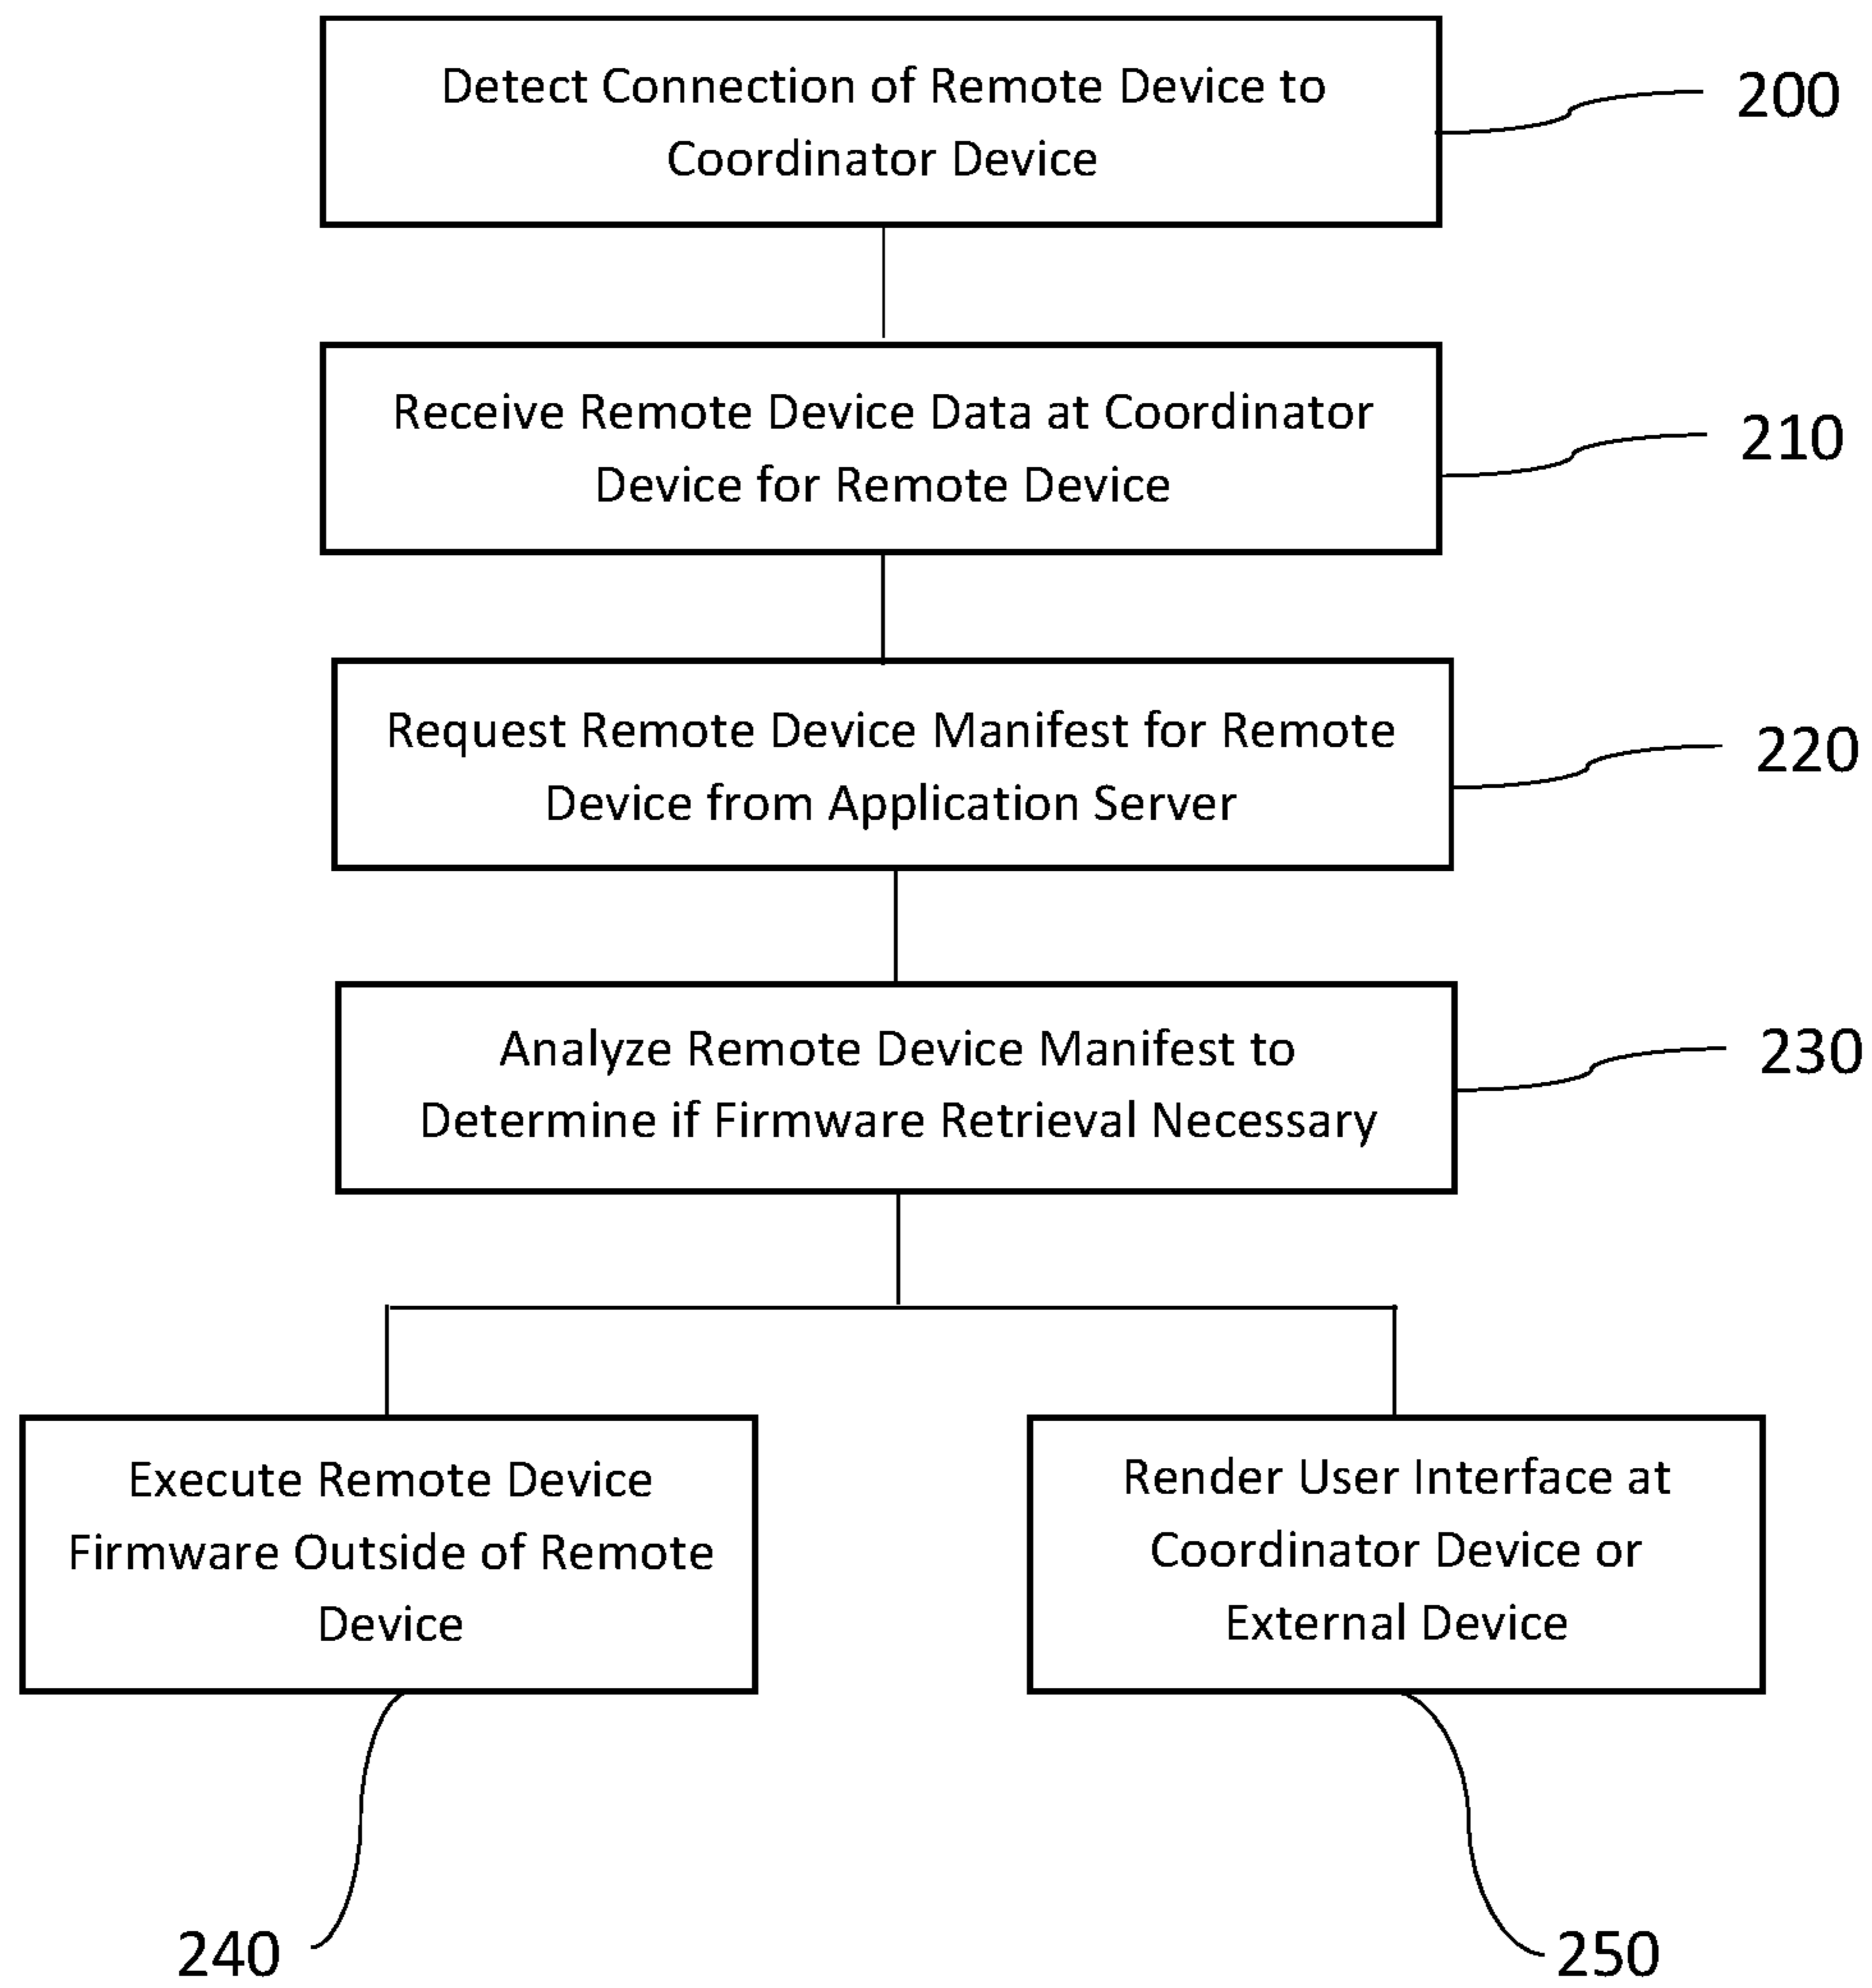 Detect Connection of Remote Device to
Coordinator Device
200
Receive Remote Device Data at Coordinator
Device for Remote Device
210
Request Remote Device Manifest for Remote
Device from Application Server
220
Analyze Remote Device Manifest to
Determine if Firmware Retrieval Necessary
230
Execute Remote Device
Firmware Outside of Remote
Device
Render User Interface at
Coordinator Device or
External Device
240
250